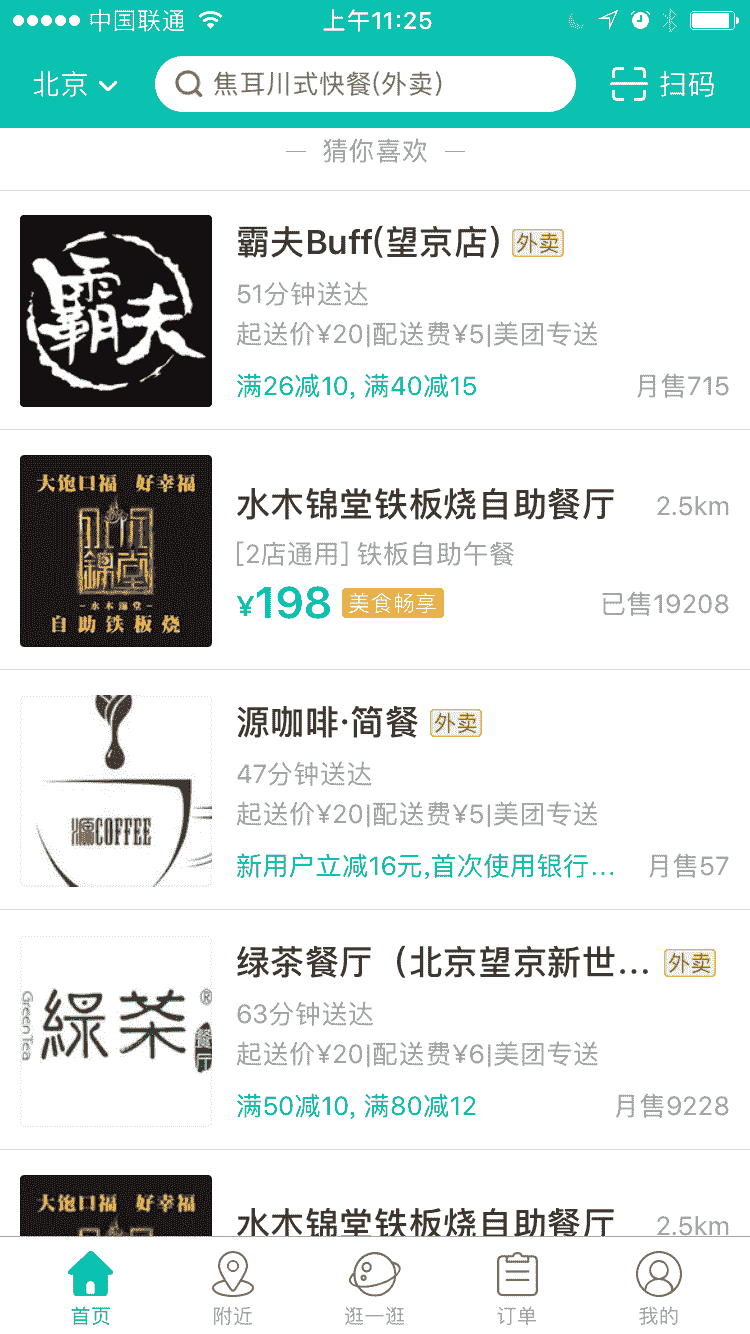 中国联通
上午11:25
北京
焦耳川式快餐(外卖)
扫码
猜你喜欢
霸夫
霸夫Buff(望京店)
外卖
51分钟送达
起送价¥20|配送费¥5|美团专送
满26减10, 满40减15
月售715
大饱口福 好幸福
錦堂
水木锦堂
自助铁板烧
水木锦堂铁板烧自助餐厅
2.5km
[2店通用] 铁板自助午餐
¥198
美食畅享
已售19208
源COFFEE
源咖啡·简餐
外卖
47分钟送达
起送价¥20|配送费¥5|美团专送
新用户立减16元,首次使用银行...
月售57
Green Tea
綠茶®
餐厅
绿茶餐厅（北京望京新世...
外卖
63分钟送达
起送价¥20|配送费¥6|美团专送
满50减10, 满80减12
月售9228
大饱口福 好幸福
水木锦堂铁板烧自助餐厅
2.5km
首页
附近
逛一逛
订单
我的